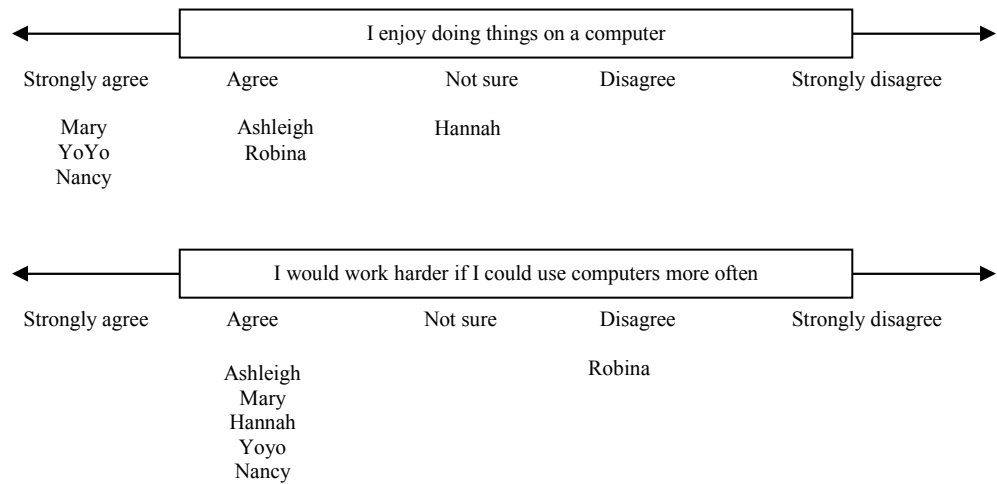 I enjoy doing things on a computer
Strongly agree Agree Not sure Disagree Strongly disagree
Mary Ashleigh Hannah
YoYo Robina
Nancy
I would work harder if I could use computers more often
Strongly agree Agree Not sure Disagree Strongly disagree
Ashleigh Robina
Mary
Hannah
Yoyo
Nancy